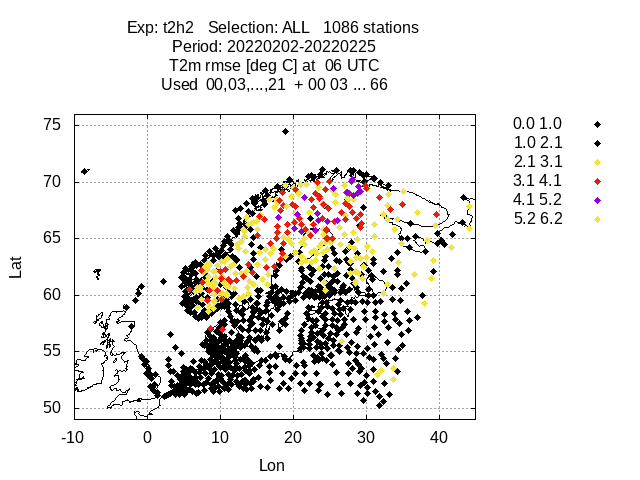 Exp: t2h2 Selection: ALL 1086 stations
Period: 20220202-20220225
T2m rmse [deg C] at 06 UTC
Used 00,03,...,21 + 00 03 ... 66
75
70
65
60
55
50
Lat
-10 0 10 20 30 40
Lon
0.0 1.0
1.0 2.1
2.1 3.1
3.1 4.1
4.1 5.2
5.2 6.2